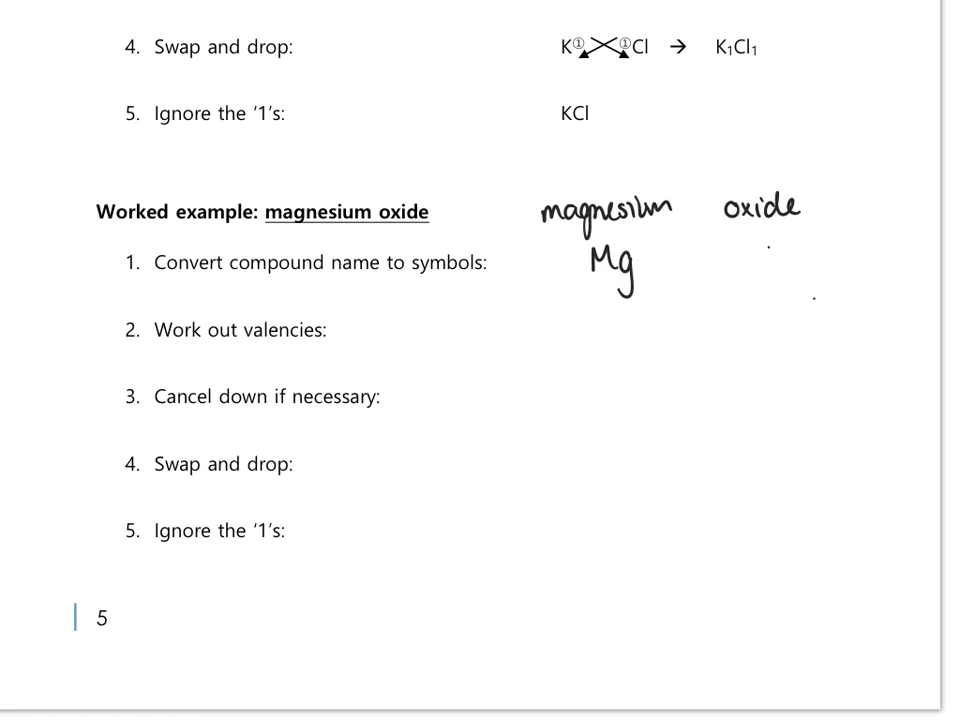 4. Swap and drop: K① ①Cl → K₁Cl₁
5. Ignore the ‘1’s: KCl
Worked example: magnesium oxide magnesium oxide
1. Convert compound name to symbols: Mg
2. Work out valencies:
3. Cancel down if necessary:
4. Swap and drop:
5. Ignore the ‘1’s:
5